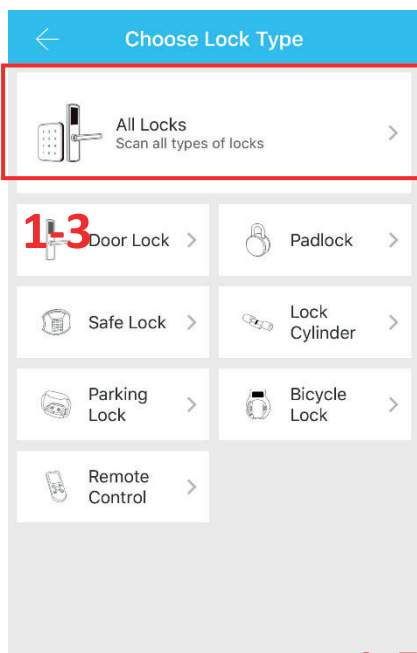 Choose Lock Type
All Locks
Scan all types of locks
1-3
Door Lock
Padlock
Safe Lock
Lock
Cylinder
Parking
Lock
Bicycle
Lock
Remote
Control